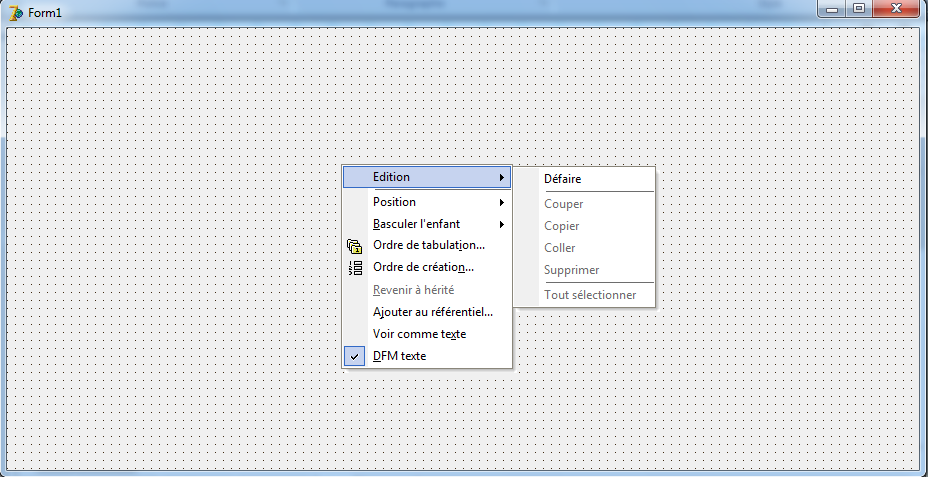 Form1
Edition
Position
Basculer l'enfant
Ordre de tabulation...
Ordre de création...
Revenir à hérité
Ajouter au référentiel...
Voir comme texte
DFM texte
Défaire
Couper
Copier
Coller
Supprimer
Tout sélectionner